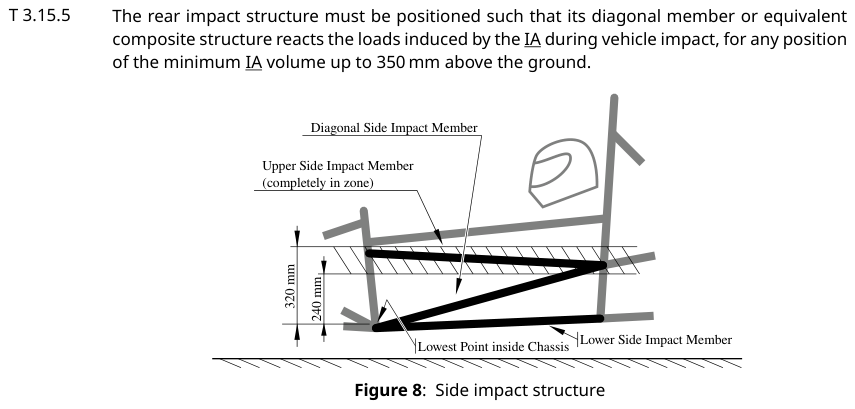 T 3.15.5 The rear impact structure must be positioned such that its diagonal member or equivalent
composite structure reacts the loads induced by the IA during vehicle impact, for any position
of the minimum IA volume up to 350 mm above the ground.
Diagonal Side Impact Member
Upper Side Impact Member
(completely in zone)
320 mm
240 mm
Lowest Point inside Chassis
Lower Side Impact Member
Figure 8: Side impact structure